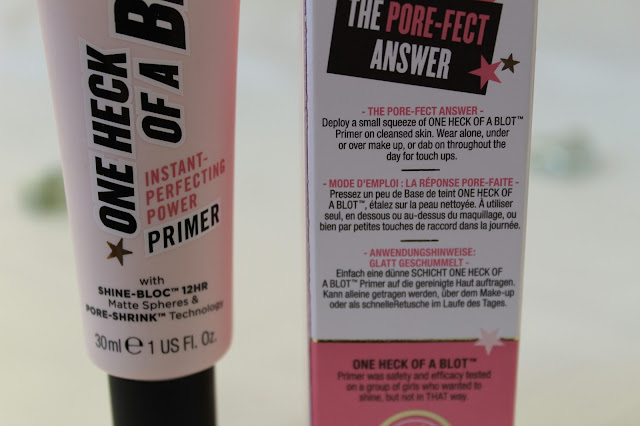 ONE HECK
OF A B
INSTANT-
PERFECTING
POWER
PRIMER
with
SHINE-BLOC™ 12HR
Matte Spheres &
PORE-SHRINK™ Technology
30ml ℮ 1 US Fl. Oz.
THE PORE-FECT
ANSWER
- THE PORE-FECT ANSWER -
Deploy a small squeeze of ONE HECK OF A BLOT™
Primer on cleansed skin. Wear alone, under
or over make up, or dab on throughout the
day for touch ups.
- MODE D'EMPLOI : LA RÉPONSE PORE-FAITE -
Pressez un peu de Base de teint ONE HECK OF
A BLOT™, étalez sur la peau nettoyée. À utiliser
seul, en dessous ou au-dessus du maquillage, ou
bien par petites touches de raccord dans la journée.
- ANWENDUNGSHINWEISE:
GLATT GESCHUMMELT -
Einfach eine dünne SCHICHT ONE HECK OF
A BLOT™ Primer auf die gereinigte Haut auftragen.
Kann alleine getragen werden, über dem Make-up
oder als schnelleRetusche im Laufe des Tages.
ONE HECK OF A BLOT™
Primer was safety and efficacy tested
on a group of girls who wanted to
shine, but not in THAT way.